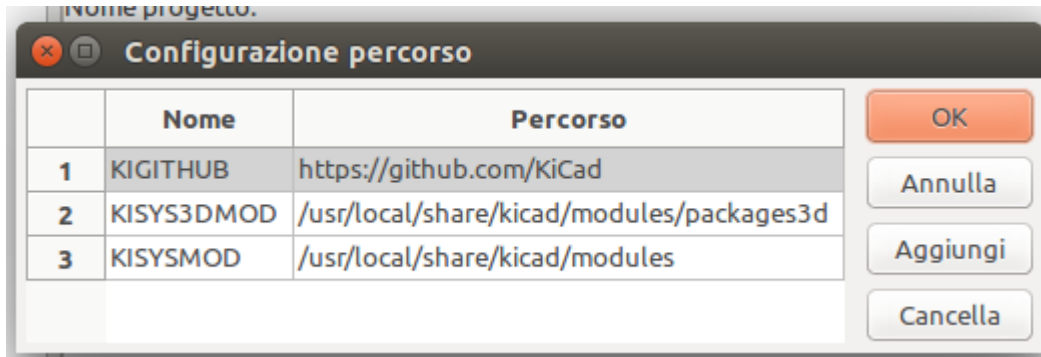 Nome progetto:
Configurazione percorso
Nome Percorso OK
1 KIGITHUB https://github.com/KiCad
Annulla
2 KISYS3DMOD /usr/local/share/kicad/modules/packages3d
3 KISYSMOD /usr/local/share/kicad/modules
Aggiungi
Cancella